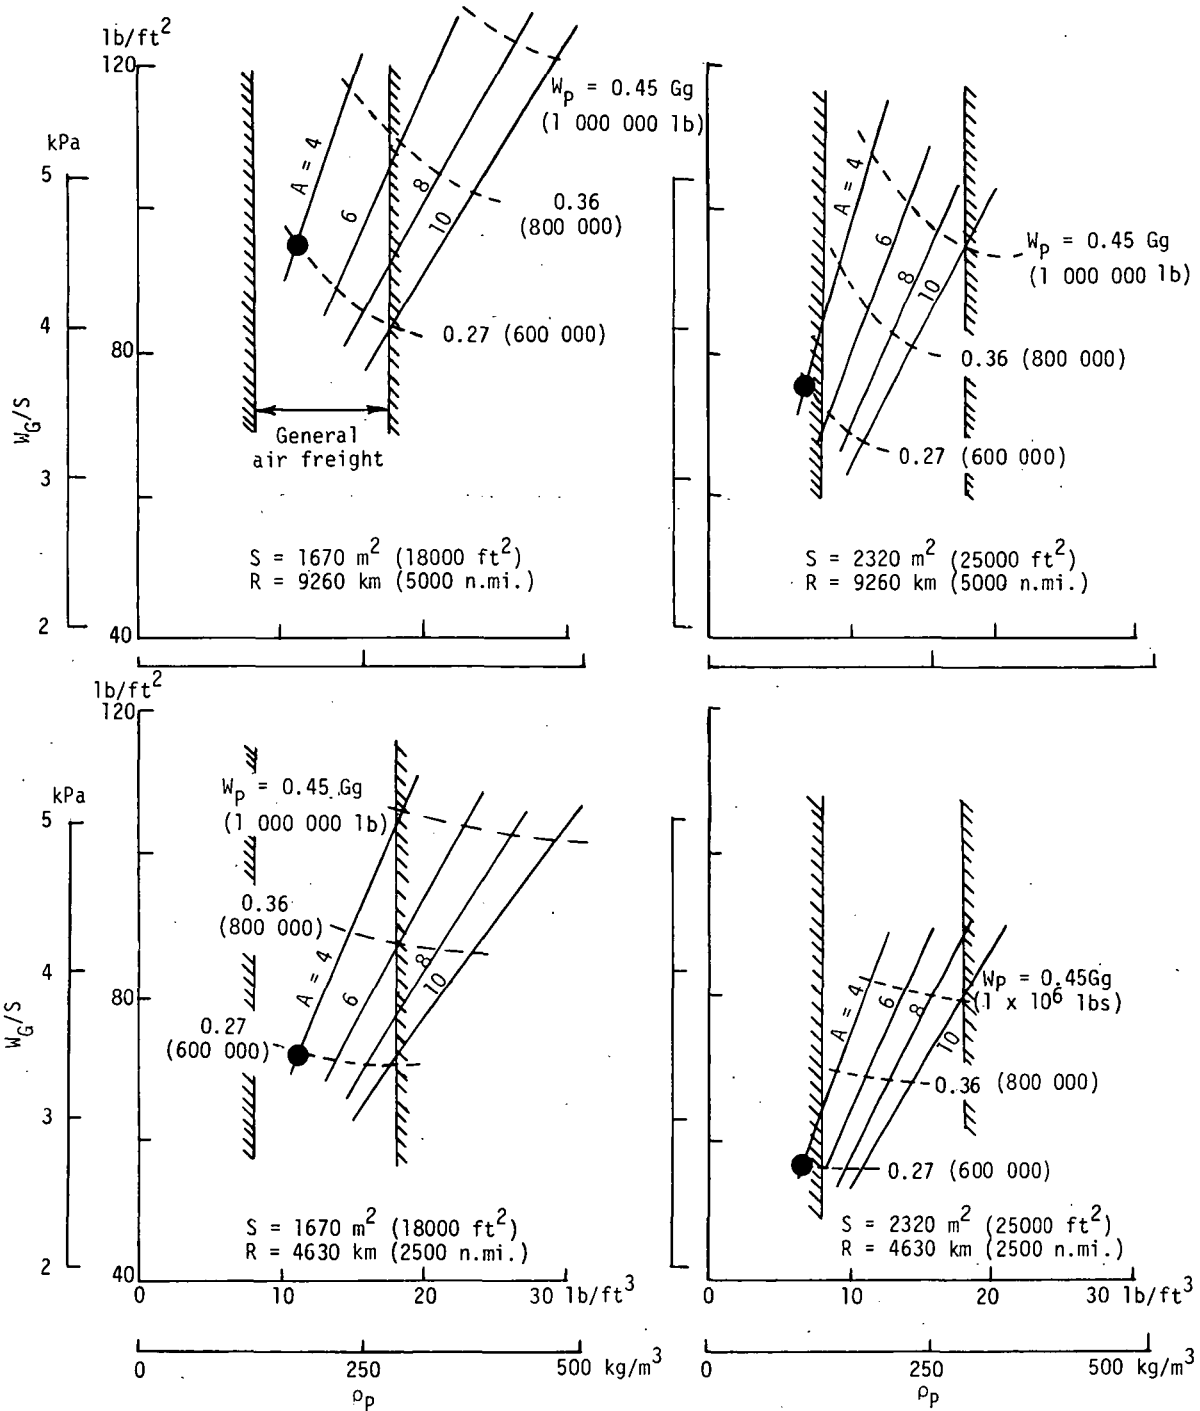 lb/ft²
120
kPa
5
W_P = 0.45 Gg
(1 000 000 lb)
A = 4
6
8
10
0.36
(800 000)
4
80
0.27 (600 000)
W_G/S
General
air freight
3
S = 1670 m² (18000 ft²)
R = 9260 km (5000 n.mi.)
2
40
A = 4
6
8
10
W_P = 0.45 Gg
(1 000 000 lb)
0.36 (800 000)
0.27 (600 000)
S = 2320 m² (25000 ft²)
R = 9260 km (5000 n.mi.)
lb/ft²
120
kPa
5
W_P = 0.45 Gg
(1 000 000 lb)
0.36
(800 000)
A = 4
6
8
10
4
80
0.27
(600 000)
W_G/S
3
S = 1670 m² (18000 ft²)
R = 4630 km (2500 n.mi.)
2
40
0 10 20 30 lb/ft³
0 250 500 kg/m³
ρ_P
A = 4
6
8
10
W_P = 0.45Gg
(1 x 10⁶ lbs)
0.36 (800 000)
0.27 (600 000)
S = 2320 m² (25000 ft²)
R = 4630 km (2500 n.mi.)
0 10 20 30 lb/ft³
0 250 500 kg/m³
ρ_P